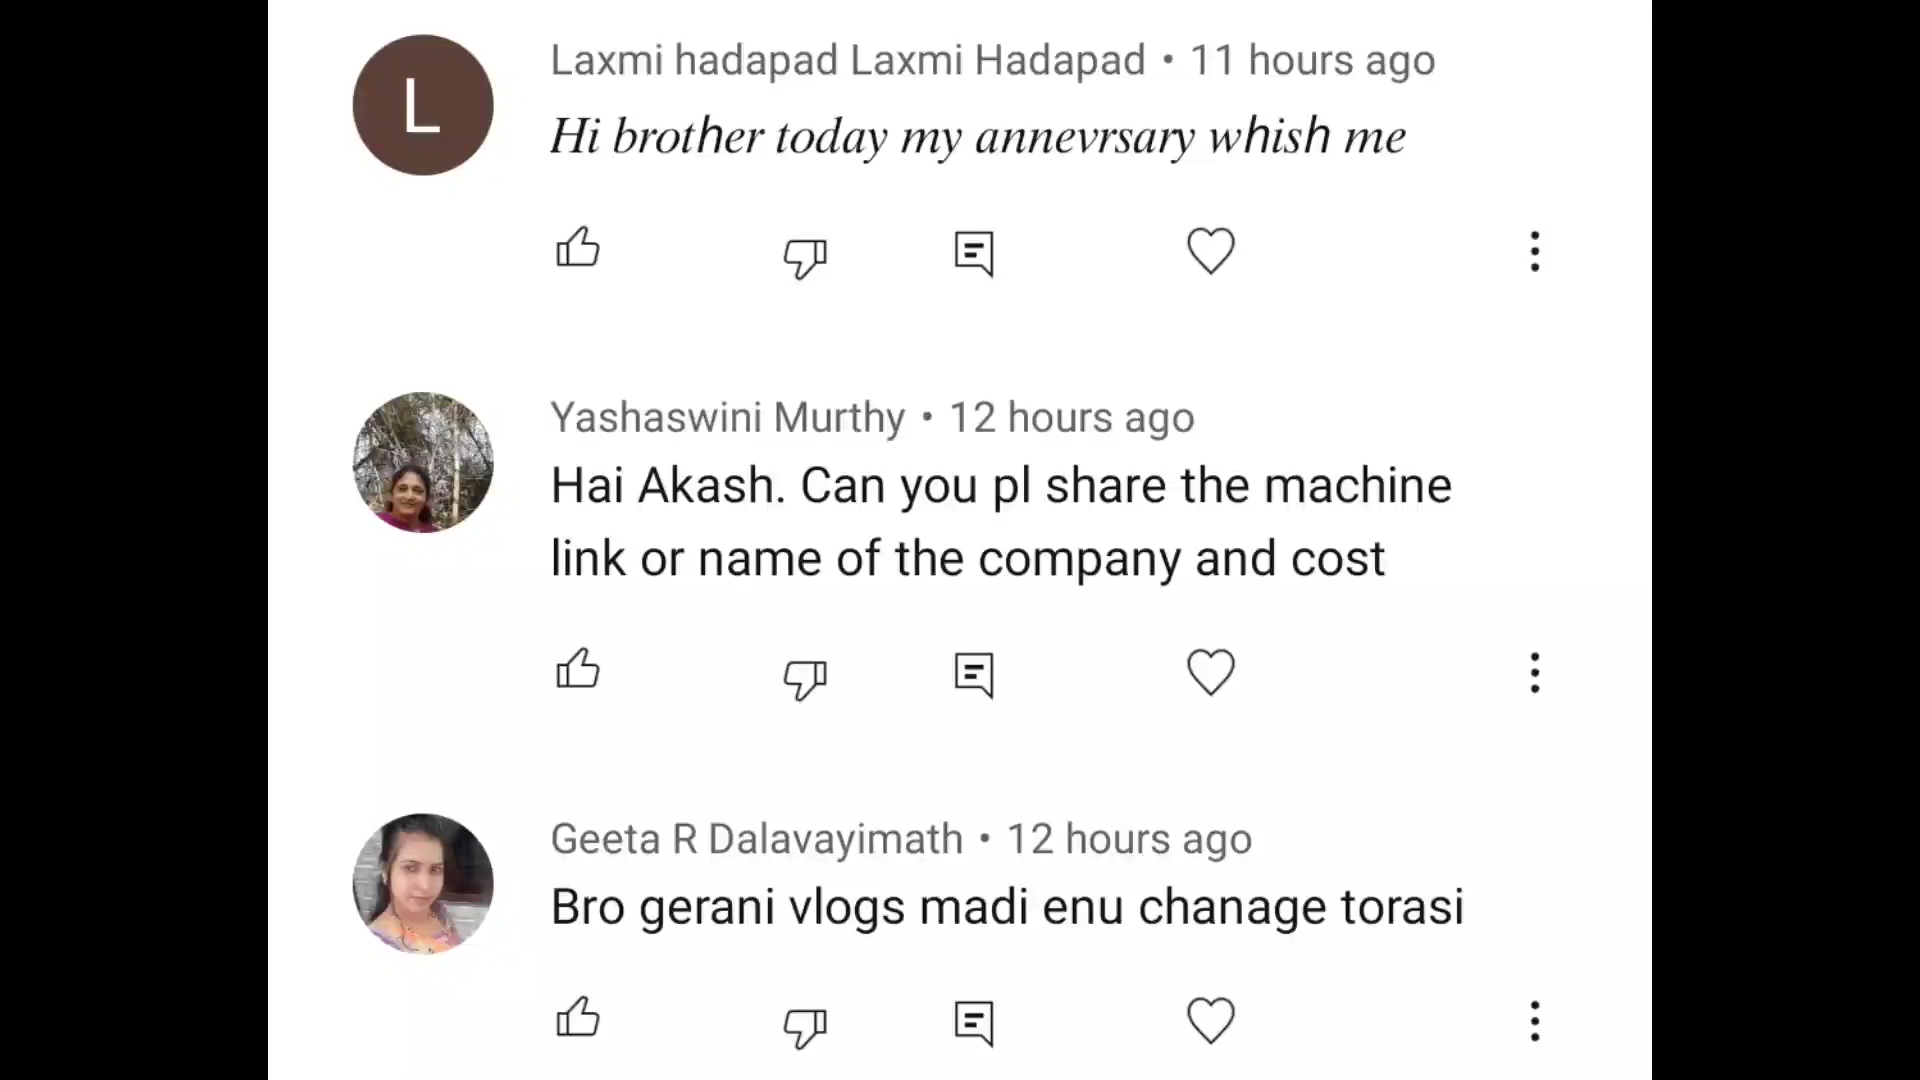 L
Laxmi hadapad Laxmi Hadapad • 11 hours ago
Hi brother today my annevrsary whish me
Yashaswini Murthy • 12 hours ago
Hai Akash. Can you pl share the machine
link or name of the company and cost
Geeta R Dalavayimath • 12 hours ago
Bro gerani vlogs madi enu chanage torasi